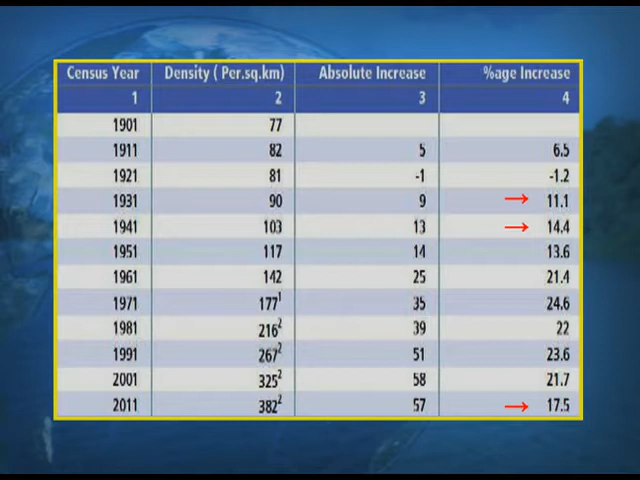 Census Year Density ( Per.sq.km) Absolute Increase %age Increase
1 2 3 4
1901 77
1911 82 5 6.5
1921 81 -1 -1.2
1931 90 9 → 11.1
1941 103 13 → 14.4
1951 117 14 13.6
1961 142 25 21.4
1971 177¹ 35 24.6
1981 216² 39 22
1991 267² 51 23.6
2001 325² 58 21.7
2011 382² 57 → 17.5